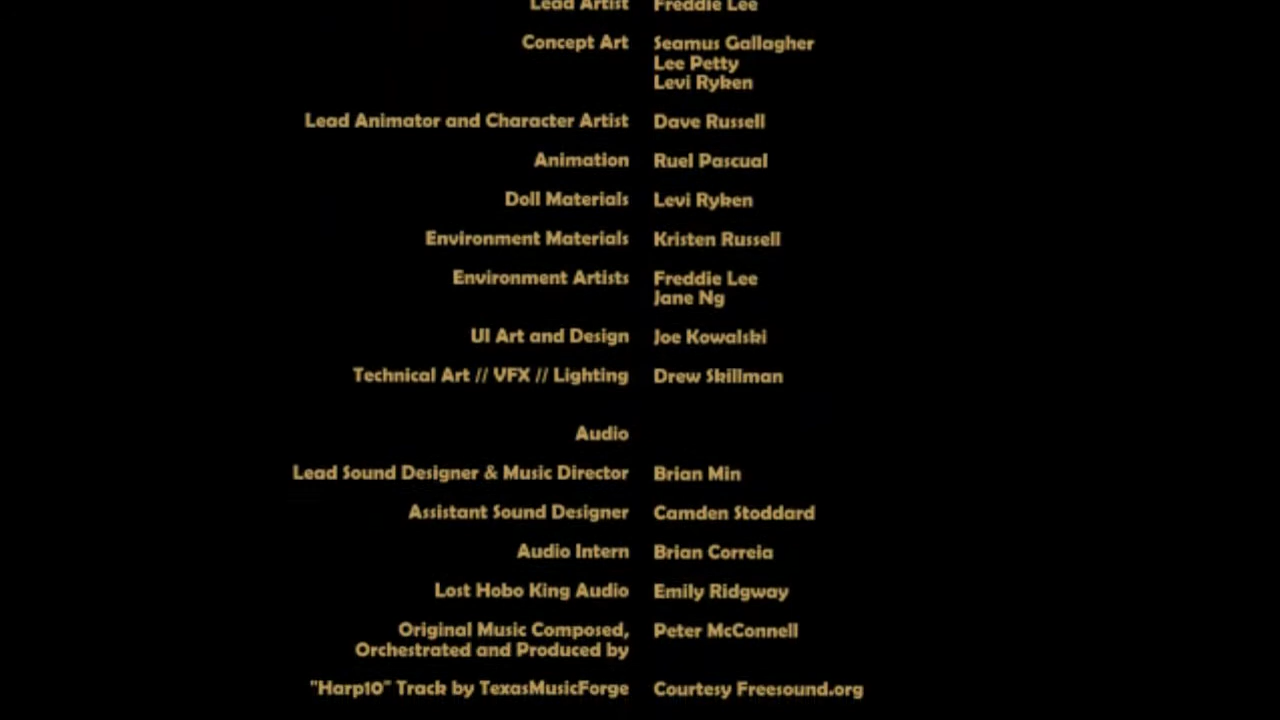 Lead Artist Freddie Lee
Concept Art Seamus Gallagher
Lee Petty
Levi Ryken
Lead Animator and Character Artist Dave Russell
Animation Ruel Pascual
Doll Materials Levi Ryken
Environment Materials Kristen Russell
Environment Artists Freddie Lee
Jane Ng
UI Art and Design Joe Kowalski
Technical Art // VFX // Lighting Drew Skillman
Audio
Lead Sound Designer & Music Director Brian Min
Assistant Sound Designer Camden Stoddard
Audio Intern Brian Correia
Lost Hobo King Audio Emily Ridgway
Original Music Composed, Peter McConnell
Orchestrated and Produced by
"Harp10" Track by TexasMusicForge Courtesy Freesound.org